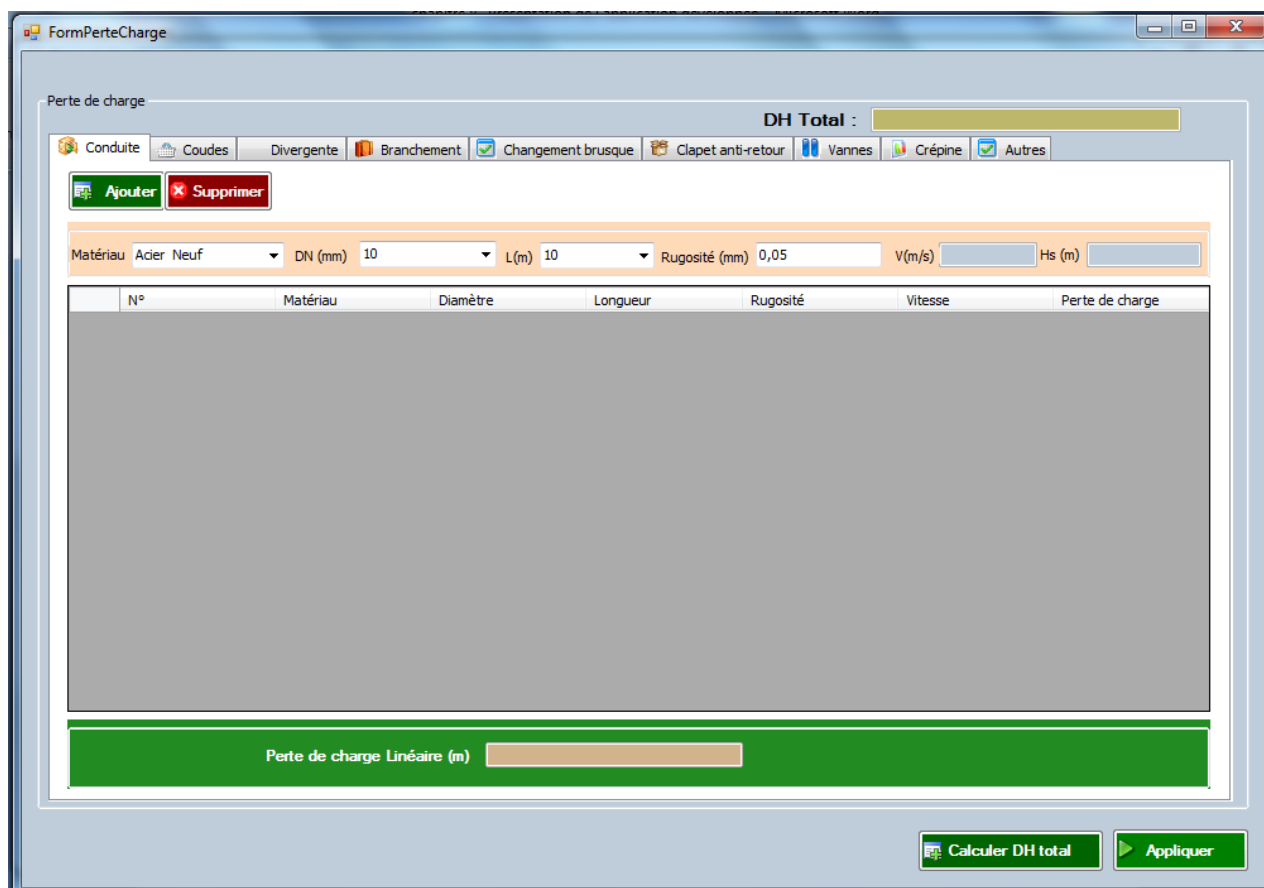 FormPerteCharge
Perte de charge
DH Total :
Conduite Coudes Divergente Branchement Changement brusque Clapet anti-retour Vannes Crépine Autres
Ajouter Supprimer
Matériau Acier Neuf DN (mm) 10 L(m) 10 Rugosité (mm) 0,05 V(m/s) Hs (m)
N° Matériau Diamètre Longueur Rugosité Vitesse Perte de charge
Perte de charge Linéaire (m)
Calculer DH total Appliquer